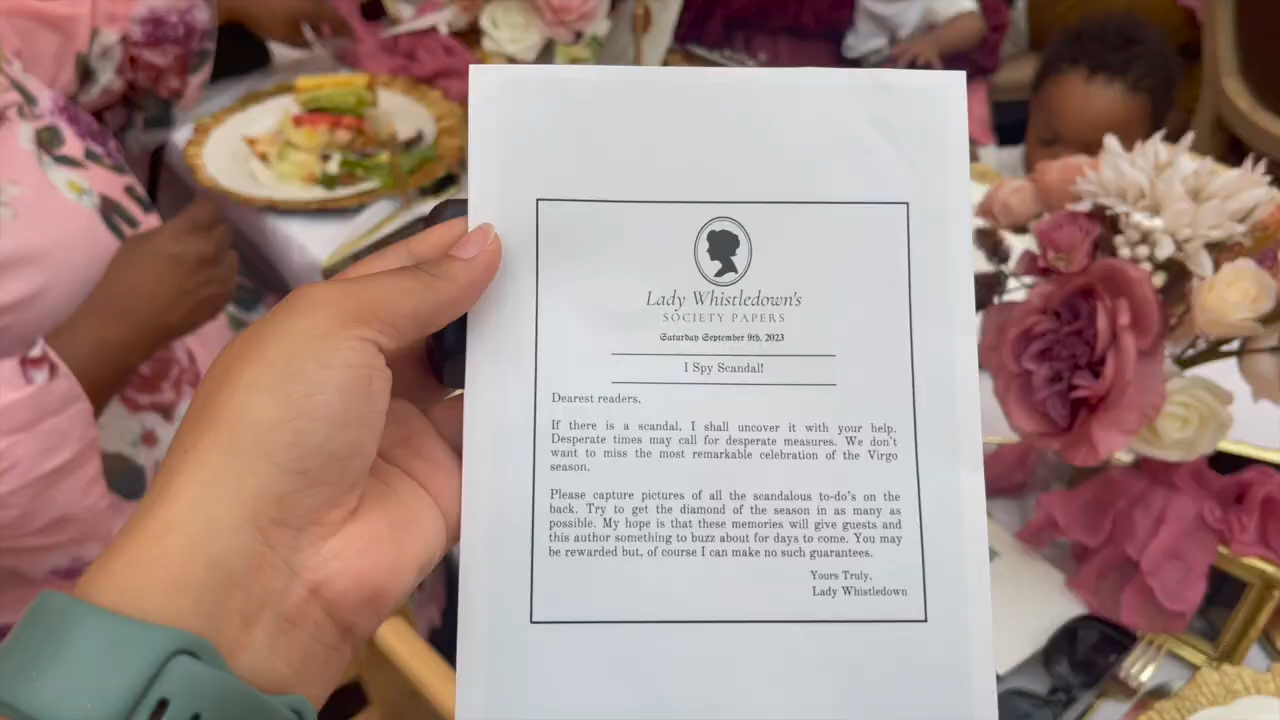 Lady Whistledown's
SOCIETY PAPERS
Saturday September 9th, 2023
I Spy Scandal!
Dearest readers,
If there is a scandal, I shall uncover it with your help.
Desperate times may call for desperate measures. We don't
want to miss the most remarkable celebration of the Virgo
season.
Please capture pictures of all the scandalous to-do's on the
back. Try to get the diamond of the season in as many as
possible. My hope is that these memories will give guests and
this author something to buzz about for days to come. You may
be rewarded but, of course I can make no such guarantees.
Yours Truly,
Lady Whistledown